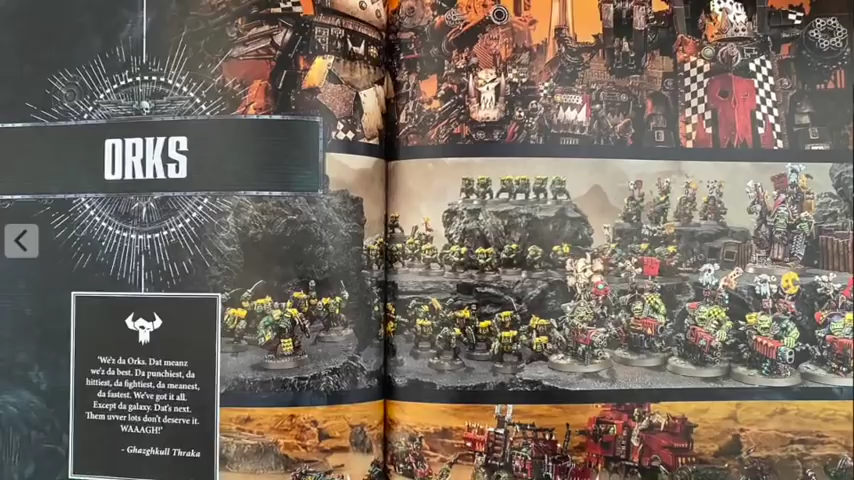 ORKS
"We'z da Orks. Dat meanz
we'z da best. Da punchiest, da
hittiest, da fightest, da meanest,
da fastest. We've got it all.
Except da galaxy. Dat's next.
Them uvver lots don't deserve it.
WAAAGH!"
- Ghazghkull Thraka